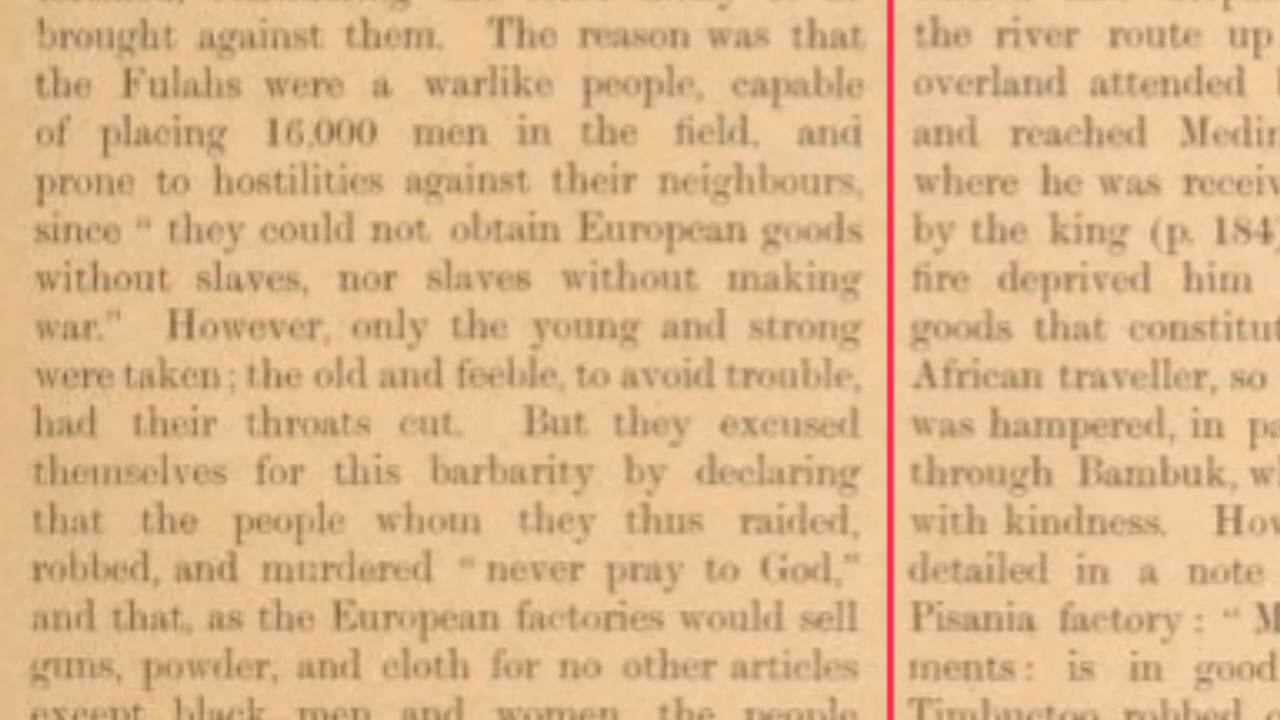 brought against them. The reason was that
the Fulahs were a warlike people, capable
of placing 16,000 men in the field, and
prone to hostilities against their neighbours,
since “ they could not obtain European goods
without slaves, nor slaves without making
war.” However, only the young and strong
were taken; the old and feeble, to avoid trouble,
had their throats cut. But they excused
themselves for this barbarity by declaring
that the people whom they thus raided,
robbed, and murdered “ never pray to God,”
and that, as the European factories would sell
guns, powder, and cloth for no other articles
except black men and women, the people
the river route up
overland attended
and reached Medin
where he was receiv
by the king (p. 184)
fire deprived him
goods that constitut
African traveller, so
was hampered, in pa
through Bambuk, wh
with kindness. How
detailed in a note
Pisania factory : “ M
ments : is in good
Timbuctoo robbed